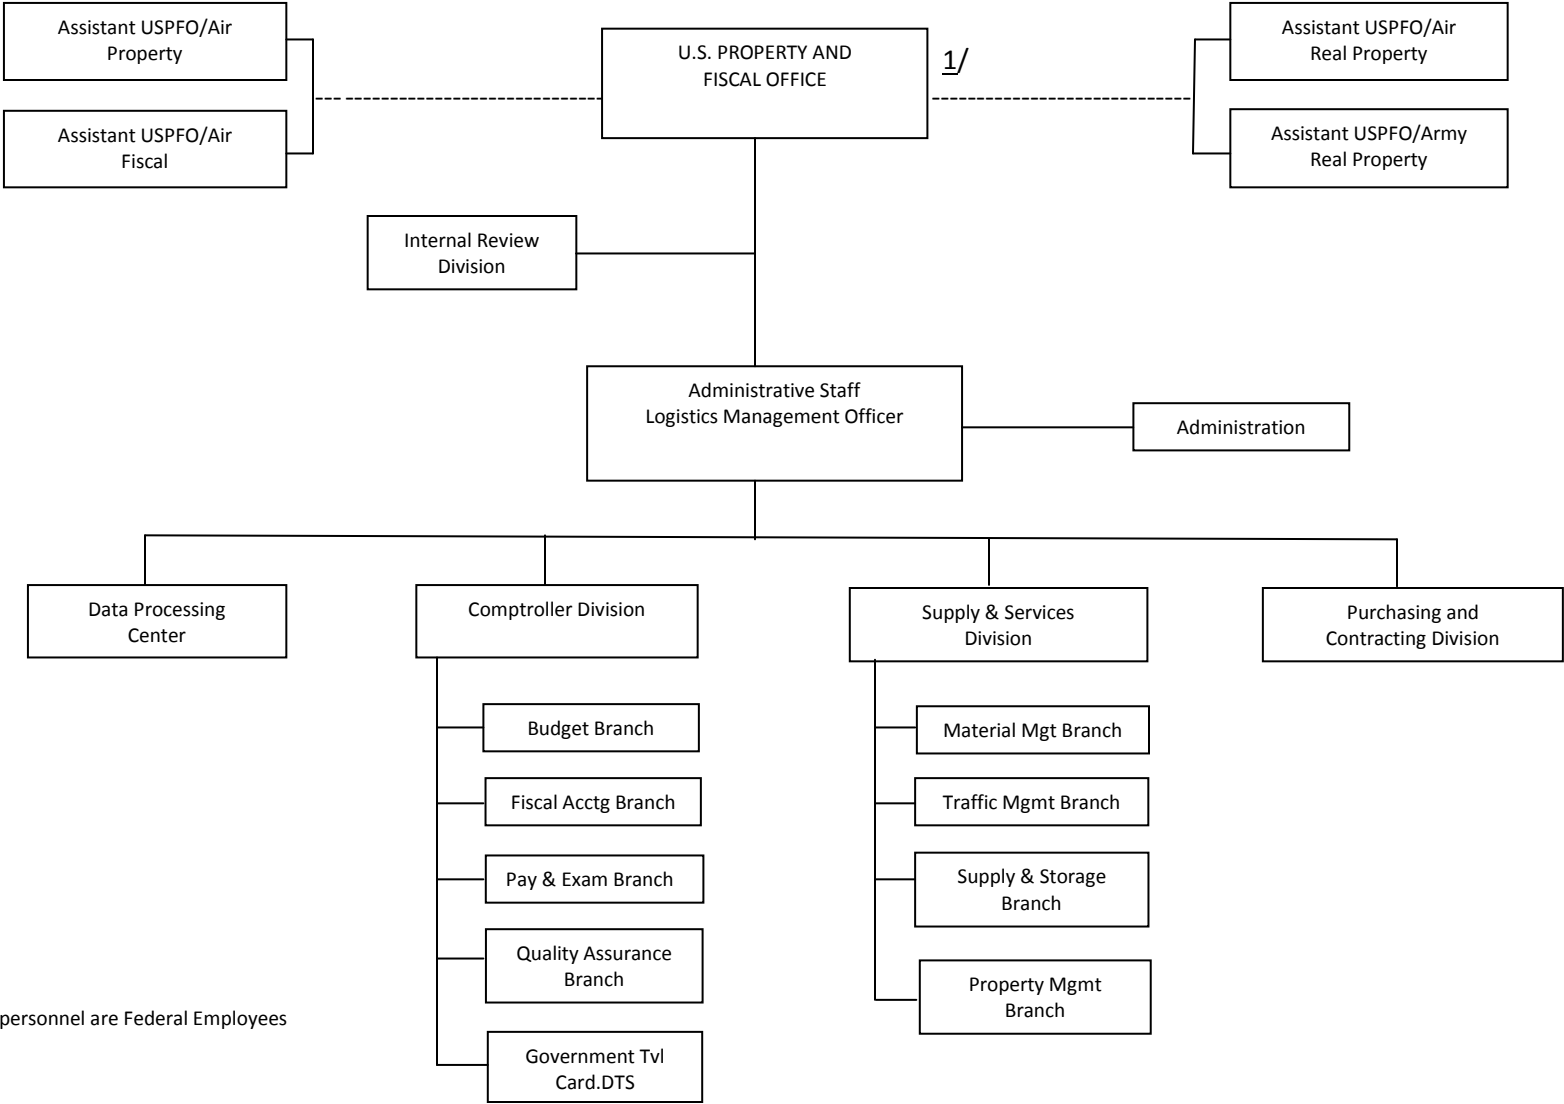 Assistant USPFO/Air
Property
Assistant USPFO/Air
Fiscal
U.S. PROPERTY AND
FISCAL OFFICE
1/
Assistant USPFO/Air
Real Property
Assistant USPFO/Army
Real Property
Internal Review
Division
Administrative Staff
Logistics Management Officer
Administration
Data Processing
Center
Comptroller Division
Budget Branch
Fiscal Acctg Branch
Pay & Exam Branch
Quality Assurance
Branch
Government Tvl
Card.DTS
Supply & Services
Division
Material Mgt Branch
Traffic Mgmt Branch
Supply & Storage
Branch
Property Mgmt
Branch
Purchasing and
Contracting Division
personnel are Federal Employees